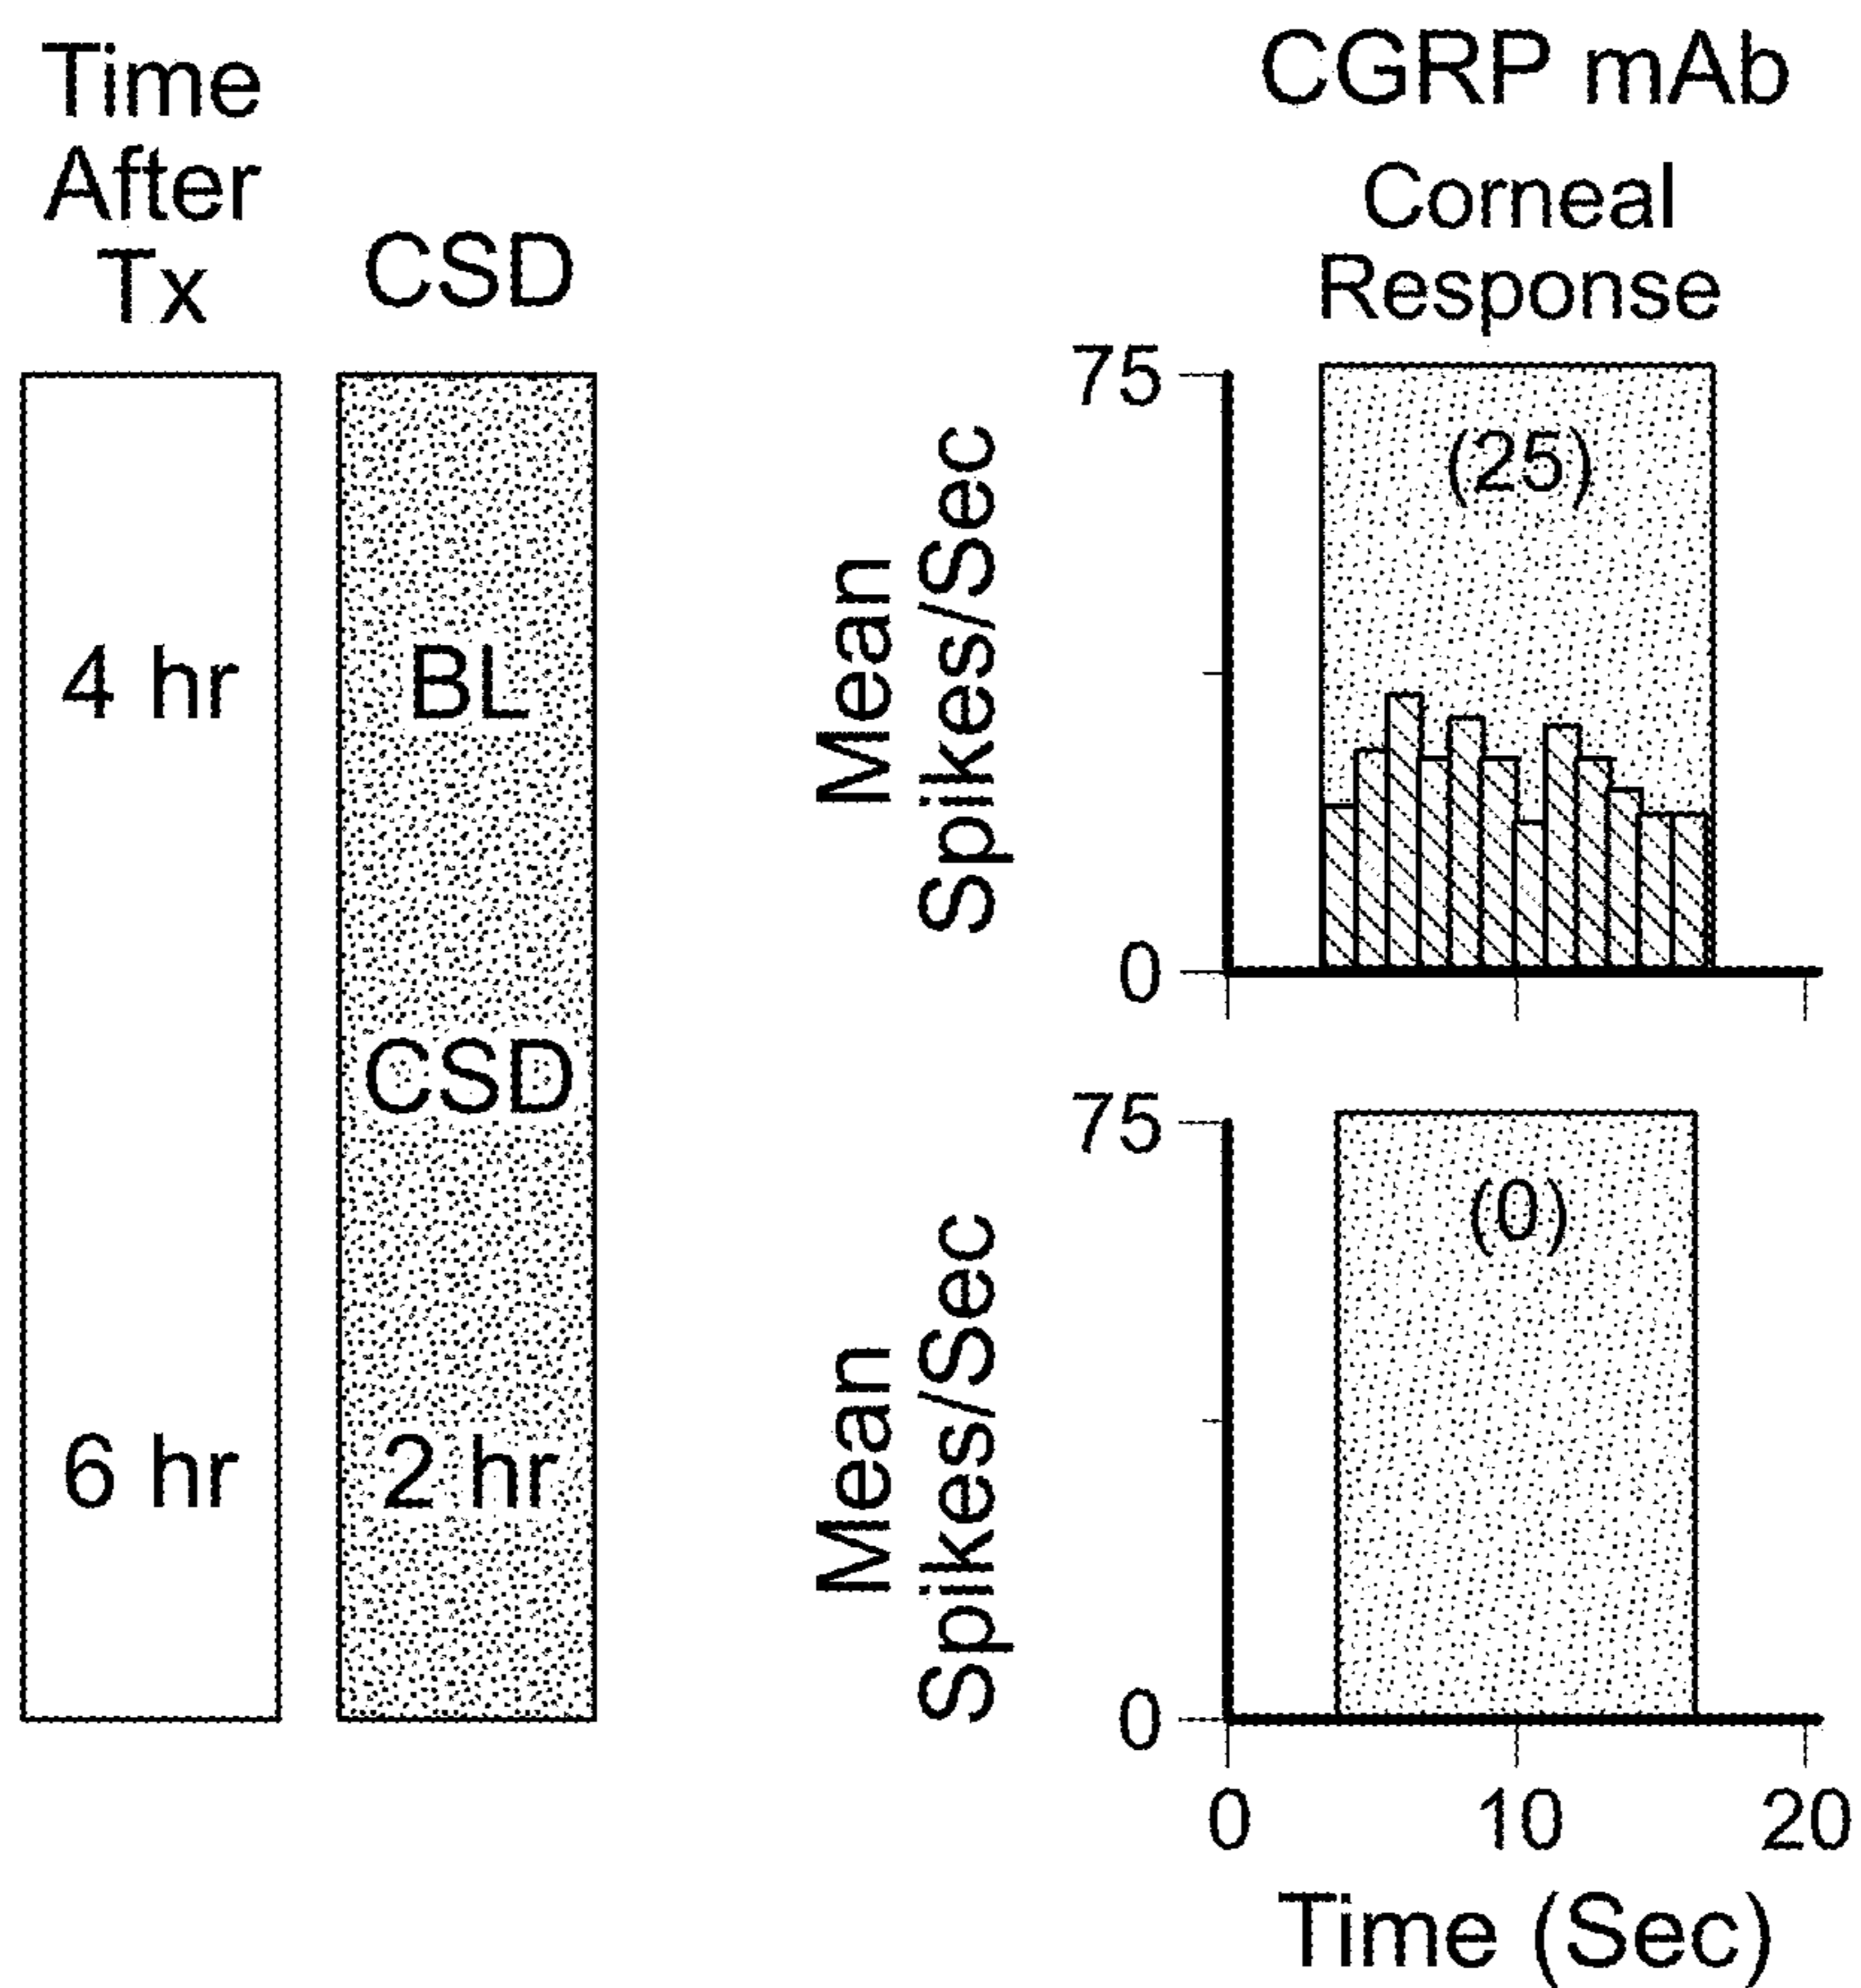 Time
After
Tx
CSD
CGRP mAb
Corneal
Response
4 hr
BL
CSD
6 hr
2 hr
Mean
Spikes/Sec
75
(25)
0
Mean
Spikes/Sec
75
(0)
0
0 10 20
Time (Sec)